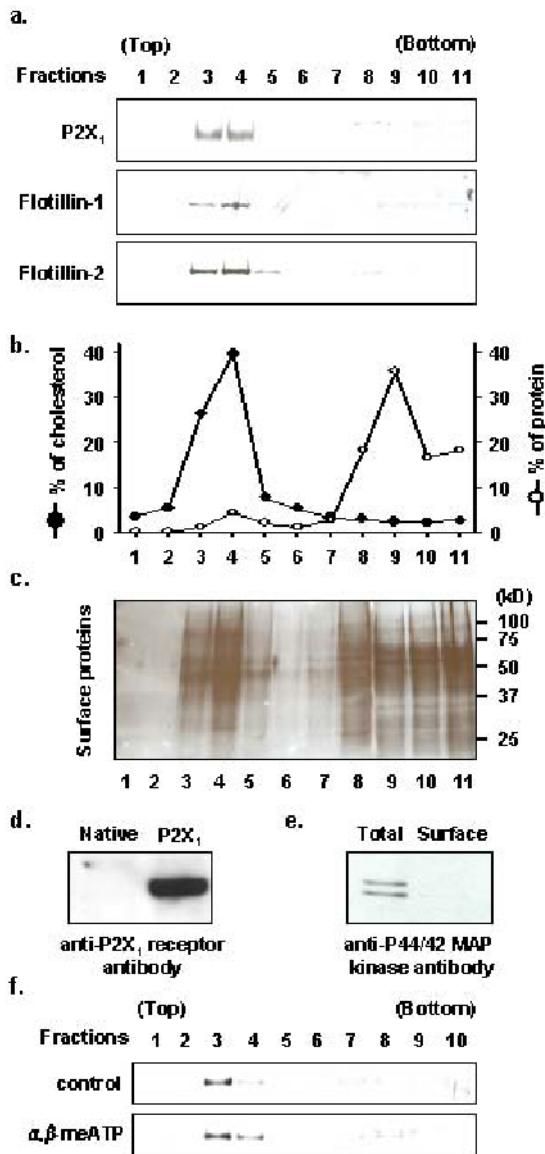 a.
(Top) (Bottom)
Fractions 1 2 3 4 5 6 7 8 9 10 11
P2X₁
Flotillin-1
Flotillin-2
b.
% of cholesterol
40
30
20
10
0
40
30
20
10
0
% of protein
1 2 3 4 5 6 7 8 9 10 11
c.
(kD)
Surface proteins
100
75
50
37
25
1 2 3 4 5 6 7 8 9 10 11
d.
Native P2X₁
anti-P2X₁ receptor
antibody
e.
Total Surface
anti-P44/42 MAP
kinase antibody
f.
(Top) (Bottom)
Fractions 1 2 3 4 5 6 7 8 9 10
control
α,β meATP